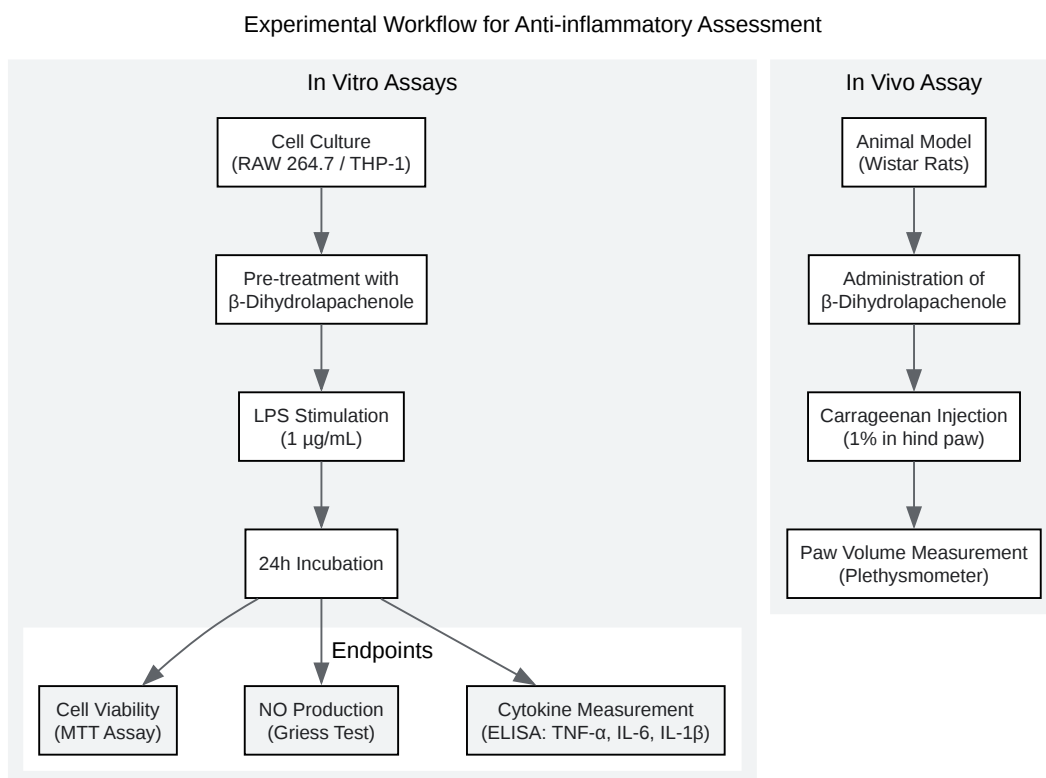 Experimental Workflow for Anti-inflammatory Assessment
In Vitro Assays
Cell Culture
(RAW 264.7 / THP-1)
Pre-treatment with
β-Dihydrolapachenole
LPS Stimulation
(1 µg/mL)
24h Incubation
Endpoints
Cell Viability
(MTT Assay)
NO Production
(Griess Test)
Cytokine Measurement
(ELISA: TNF-α, IL-6, IL-1β)
In Vivo Assay
Animal Model
(Wistar Rats)
Administration of
β-Dihydrolapachenole
Carrageenan Injection
(1% in hind paw)
Paw Volume Measurement
(Plethysmometer)